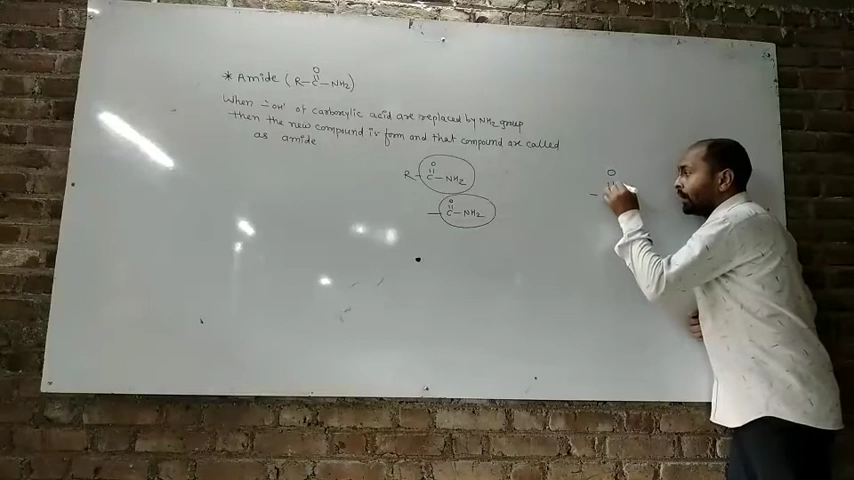 * Amide ( R-C-NH2 )
O
When -OH of carboxylic acid are replaced by NH2 group
then the new compound is form and that compound are called
as amide
O
R-C-NH2
O
-C-NH2
O